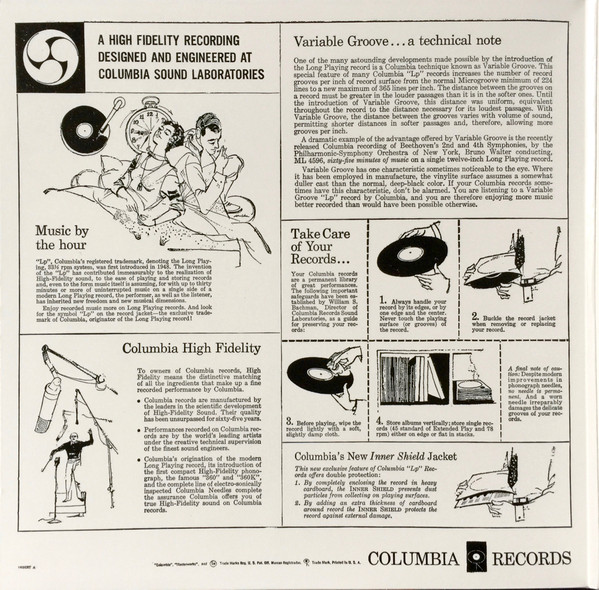 A HIGH FIDELITY RECORDING
DESIGNED AND ENGINEERED AT
COLUMBIA SOUND LABORATORIES
Music by
the hour
"Lp", Columbia's registered trademark, denoting the Long Play-
ing, 33⅓ rpm system, was first introduced in 1948. The invention
of the "Lp" has contributed immeasurably to the realization of
High-Fidelity sound, to the ease of playing and storing records
and, even to the form music itself is assuming, for with up to thirty
minutes or more of uninterrupted music on a single side of a
modern Long Playing record, the performer, as well as the listener,
has inherited new freedom and new musical dimensions.
Enjoy recorded music more on Long Playing records. And look
for the symbol "Lp" on the record jacket—the exclusive trade-
mark of Columbia, originator of the Long Playing record!
Columbia High Fidelity
To owners of Columbia records, High
Fidelity means the distinctive matching
of all the ingredients that make up a fine
recorded performance by Columbia.
• Columbia records are manufactured by
the leaders in the scientific development
of High-Fidelity Sound. Their quality
has been unsurpassed for sixty-five years.
• Performances recorded on Columbia rec-
ords are by the world's leading artists
under the creative technical supervision
of the finest sound engineers.
• Columbia's origination of the modern
Long Playing record, its introduction of
the first compact High-Fidelity phono-
graph, the famous "360" and "360K",
and the complete line of electro-sonically
inspected Columbia Needles complete
the assurance Columbia offers you of
true High-Fidelity sound on Columbia
records.
Variable Groove...a technical note
One of the many astounding developments made possible by the introduction of
the Long Playing record is a Columbia technique known as Variable Groove. This
special feature of many Columbia "Lp" records increases the number of record
grooves per inch of record surface from the normal Microgroove minimum of 224
lines to a new maximum of 365 lines per inch. The distance between the grooves on
a record must be greater in the louder passages than it is in the softer ones. Until
the introduction of Variable Groove, this distance was uniform, equivalent
throughout the record to the distance necessary for its loudest passages. With
Variable Groove, the distance between the grooves varies with volume of sound,
permitting shorter distances in softer passages and, therefore, allowing more
grooves per inch.
A dramatic example of the advantage offered by Variable Groove is the recently
released Columbia recording of Beethoven's 2nd and 4th Symphonies, by the
Philharmonic-Symphony Orchestra of New York, Bruno Walter conducting,
ML 4596, sixty-five minutes of music on a single twelve-inch Long Playing record.
Variable Groove has one characteristic sometimes noticeable to the eye. Where
it has been employed in manufacture, the vinylite surface assumes a somewhat
duller cast than the normal, deep-black color. If your Columbia records some-
times have this characteristic, don't be alarmed. You are listening to a Variable
Groove "Lp" record by Columbia, and you are therefore enjoying more music
better recorded than would have been possible otherwise.
Take Care
of Your
Records...
Your Columbia records
are a permanent library
of great performances.
The following important
safeguards have been es-
tablished by William S.
Bachman, Director of
Columbia Records Sound
Laboratories, as a guide
for preserving your rec-
ords:
1. Always handle your
record by its edges, or by
one edge and the center.
Never touch the playing
surface (or grooves) of
the record.
2. Buckle the record jacket
when removing or replacing
your record.
3. Before playing, wipe the
record lightly with a soft,
slightly damp cloth.
4. Store albums vertically; store single rec-
ords (45 standard of Extended Play and 78
rpm) either on edge or flat in stacks.
A final note of cau-
tion: Despite modern
improvements in
phonograph needles,
no needle is perma-
nent. And a worn
needle irreparably
damages the delicate
grooves of your rec-
ords.
Columbia's New Inner Shield Jacket
This new exclusive feature of Columbia "Lp" Rec-
ords offers double protection:
1. By completely enclosing the record in heavy
cardboard, the INNER SHIELD prevents dust
particles from collecting on playing surfaces.
2. By adding an extra thickness of cardboard
around record the INNER SHIELD protects the
record against external damage.
COLUMBIA RECORDS